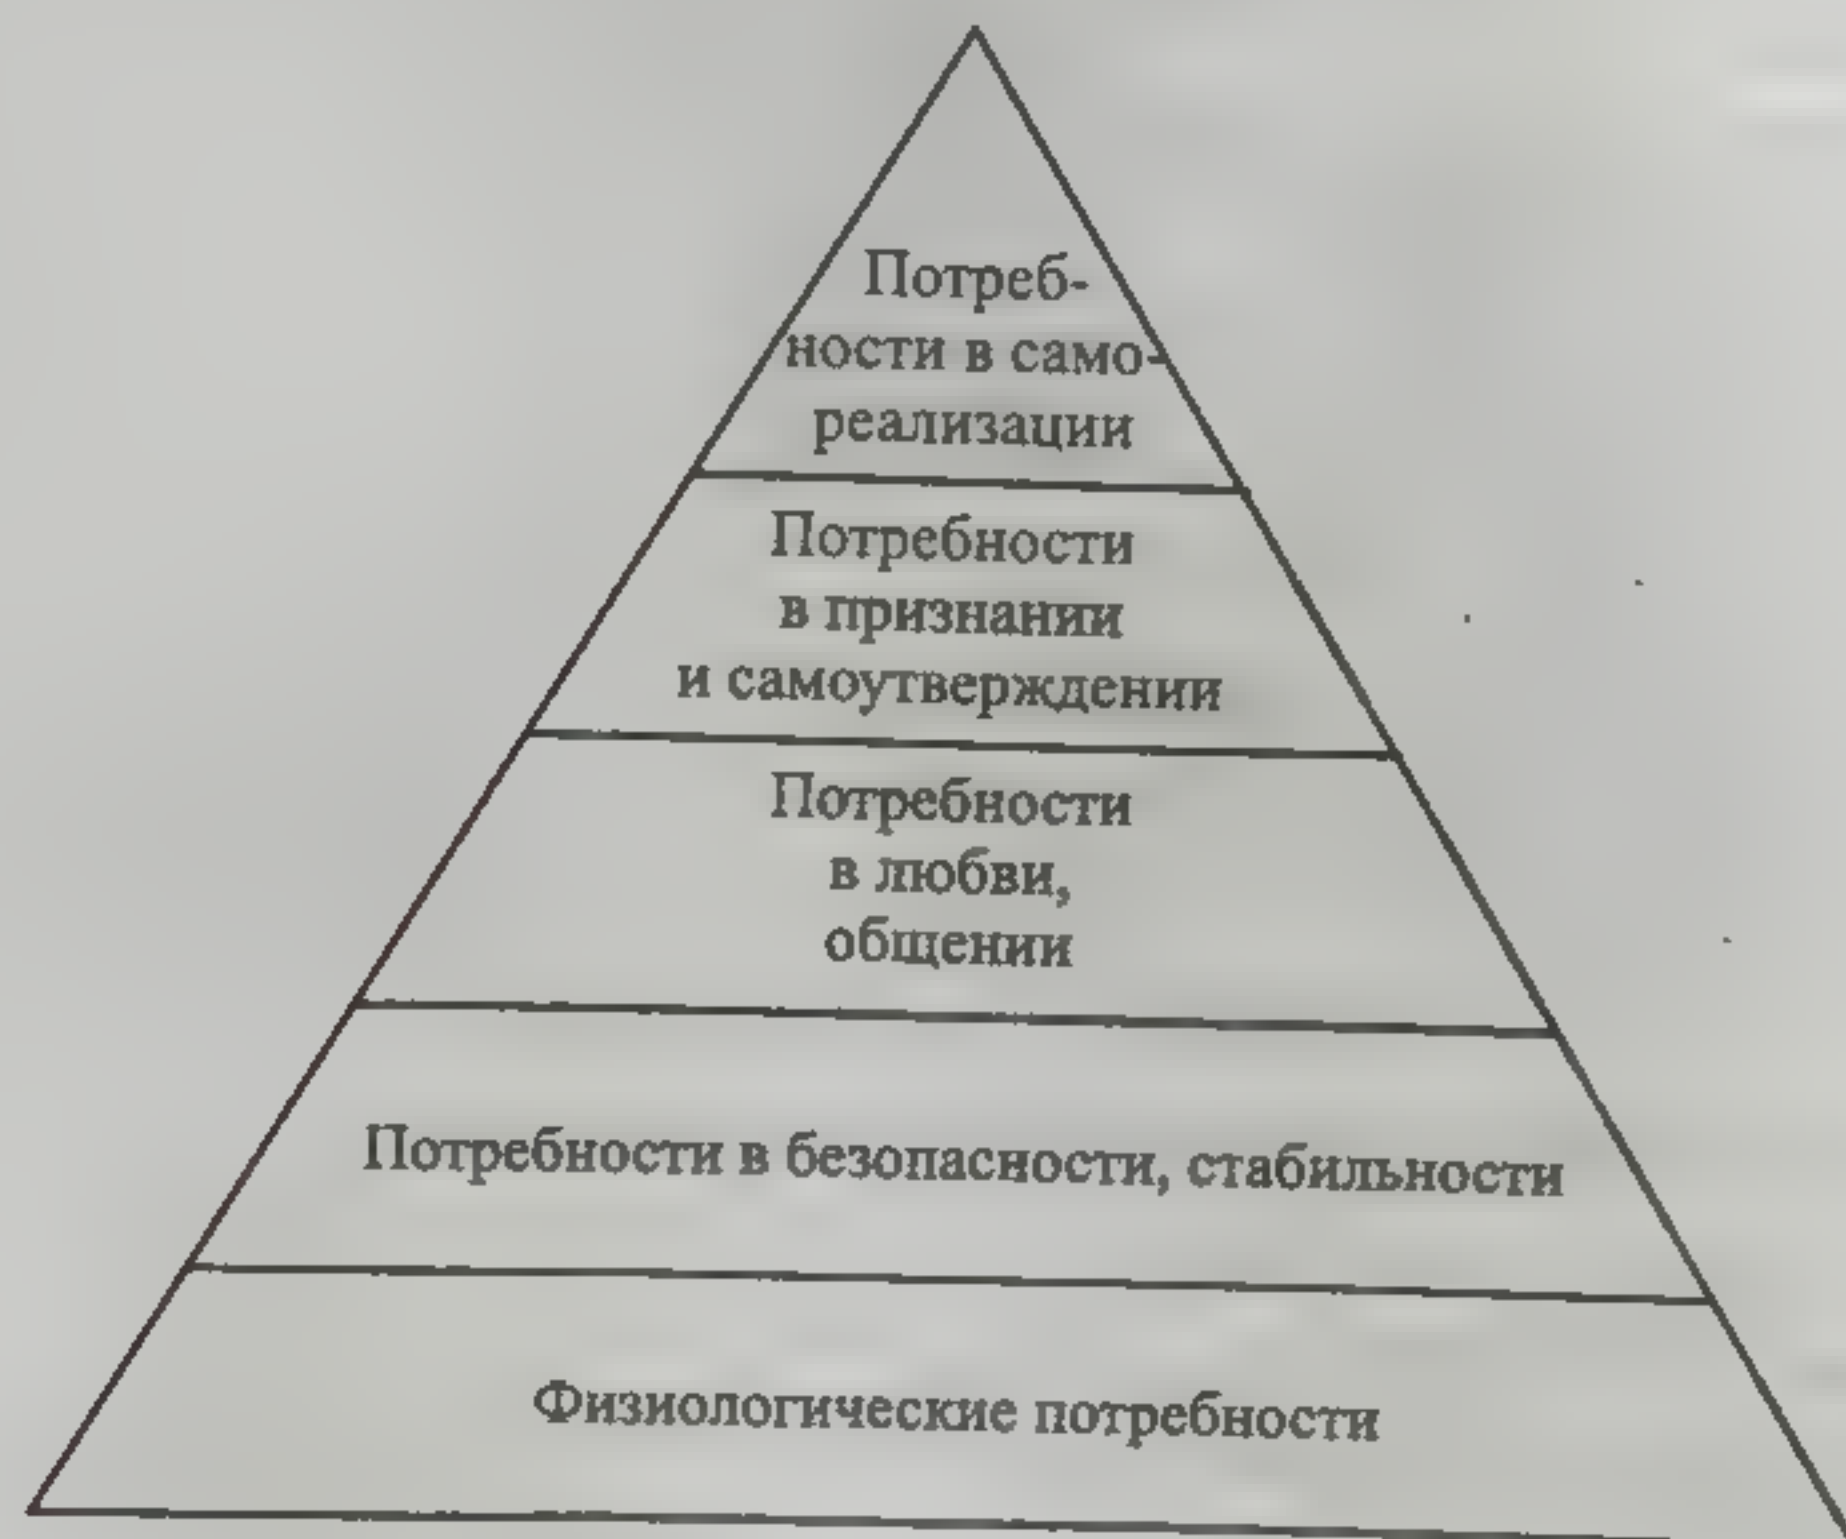 Потреб-
ности в само-
реализации
Потребности
в признании
и самоутверждении
Потребности
в любви,
общении
Потребности в безопасности, стабильности
Физиологические потребности